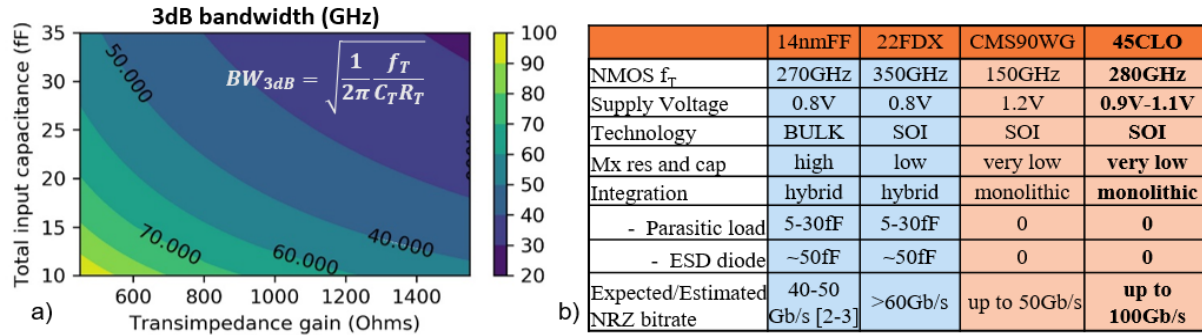 3dB bandwidth (GHz)
Total input capacitance (fF)
35
30
25
20
15
10
50.000
70.000
60.000
40.000
BW3dB = √(1/2π fT/CTRT)
600
800
1000
1200
1400
Transimpedance gain (Ohms)
100
90
80
70
60
50
40
30
20
a)
b)
14nmFF 22FDX CMS90WG 45CLO
NMOS fT 270GHz 350GHz 150GHz 280GHz
Supply Voltage 0.8V 0.8V 1.2V 0.9V-1.1V
Technology BULK SOI SOI SOI
Mx res and cap high low very low very low
Integration hybrid hybrid monolithic monolithic
- Parasitic load 5-30fF 5-30fF 0 0
- ESD diode ~50fF ~50fF 0 0
Expected/Estimated NRZ bitrate 40-50 Gb/s [2-3] >60Gb/s up to 50Gb/s up to 100Gb/s